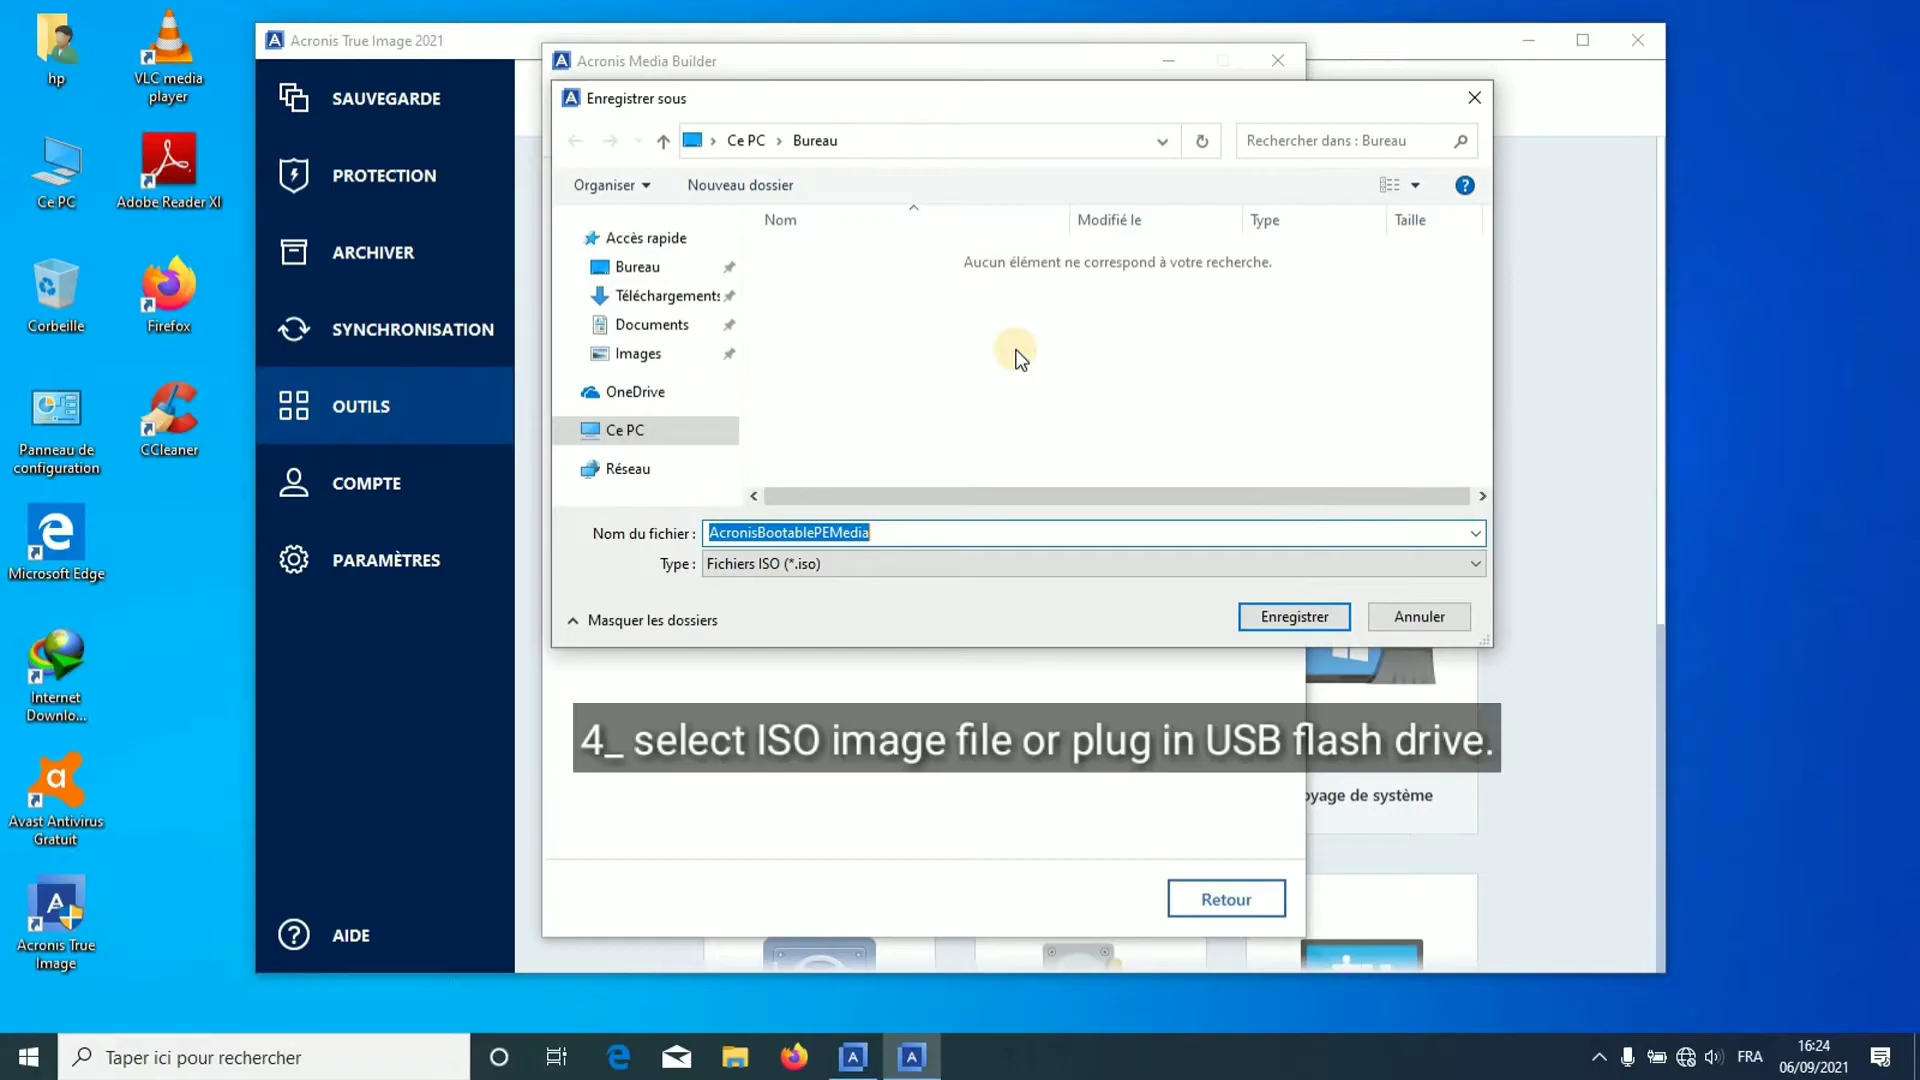 hp
VLC media
player
Ce PC
Adobe Reader XI
Corbeille
Firefox
Panneau de
configuration
CCleaner
Microsoft Edge
Internet
Downlo...
Avast Antivirus
Gratuit
Acronis True
Image
Acronis True Image 2021
SAUVEGARDE
PROTECTION
ARCHIVER
SYNCHRONISATION
OUTILS
COMPTE
PARAMÈTRES
AIDE
Acronis Media Builder
Enregistrer sous
Ce PC › Bureau
Rechercher dans : Bureau
Organiser
Nouveau dossier
Nom
Modifié le
Type
Taille
Aucun élément ne correspond à votre recherche.
Accès rapide
Bureau
Téléchargements
Documents
Images
OneDrive
Ce PC
Réseau
Nom du fichier :
AcronisBootablePEMedia
Type :
Fichiers ISO (*.iso)
Masquer les dossiers
Enregistrer
Annuler
4_ select ISO image file or plug in USB flash drive.
oyage de système
Retour
Taper ici pour rechercher
FRA
16:24
06/09/2021